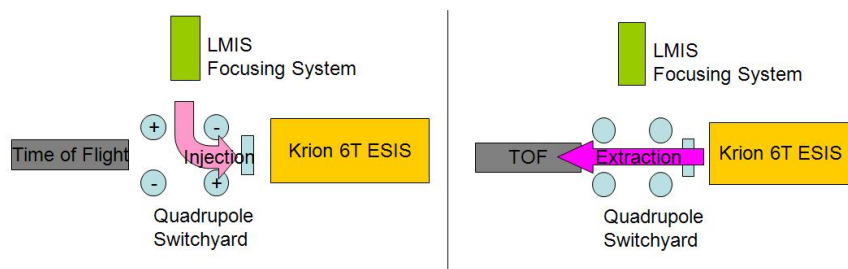 LMIS
Focusing System
+
-
Time of Flight
Injection
Krion 6T ESIS
-
+
Quadrupole
Switchyard
LMIS
Focusing System
TOF
Extraction
Krion 6T ESIS
Quadrupole
Switchyard